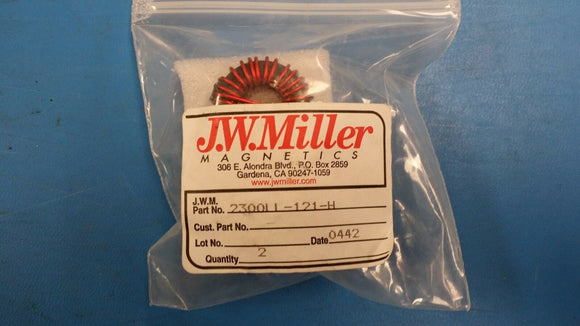 J.W.Miller
MAGNETICS
306 E. Alondra Blvd., P.O. Box 2859
Gardena, CA 90247-1059
www.jwmiller.com
J.W.M.
Part No. 2300LL-121-H
Cust. Part No.
Lot No. Date 0442
Quantity 2